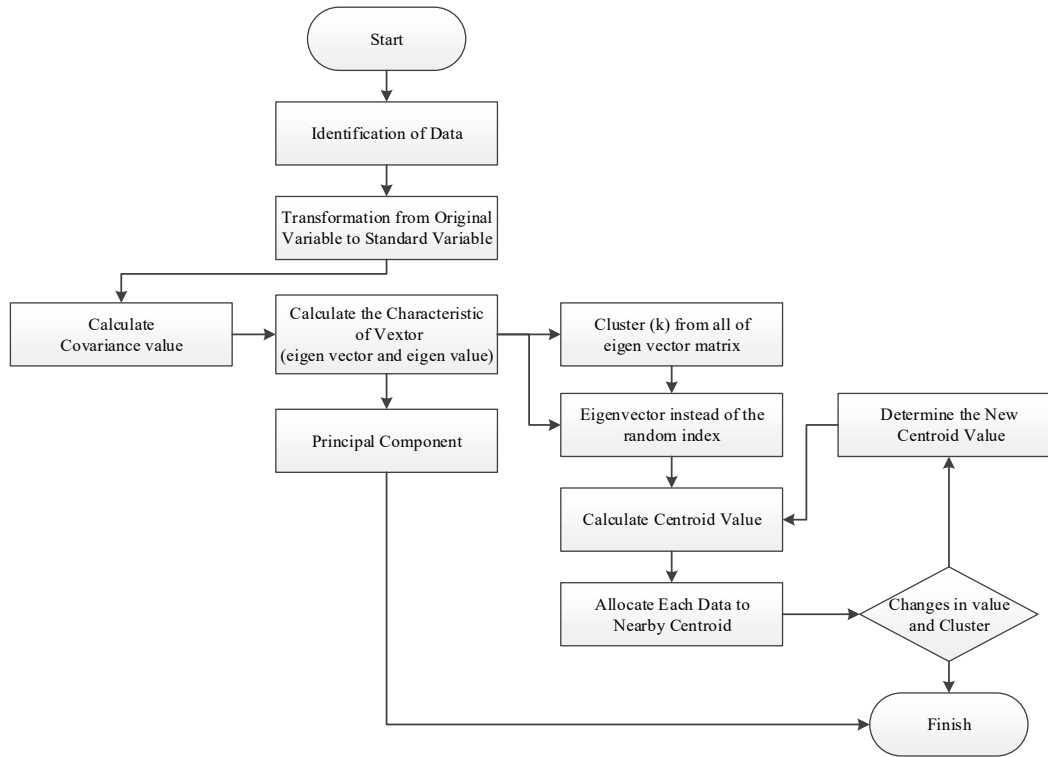 Start
Identification of Data
Transformation from Original
Variable to Standard Variable
Calculate
Covariance value
Calculate the Characteristic
of Vextor
(eigen vector and eigen value)
Cluster (k) from all of
eigen vector matrix
Principal Component
Eigenvector instead of the
random index
Determine the New
Centroid Value
Calculate Centroid Value
Allocate Each Data to
Nearby Centroid
Changes in value
and Cluster
Finish